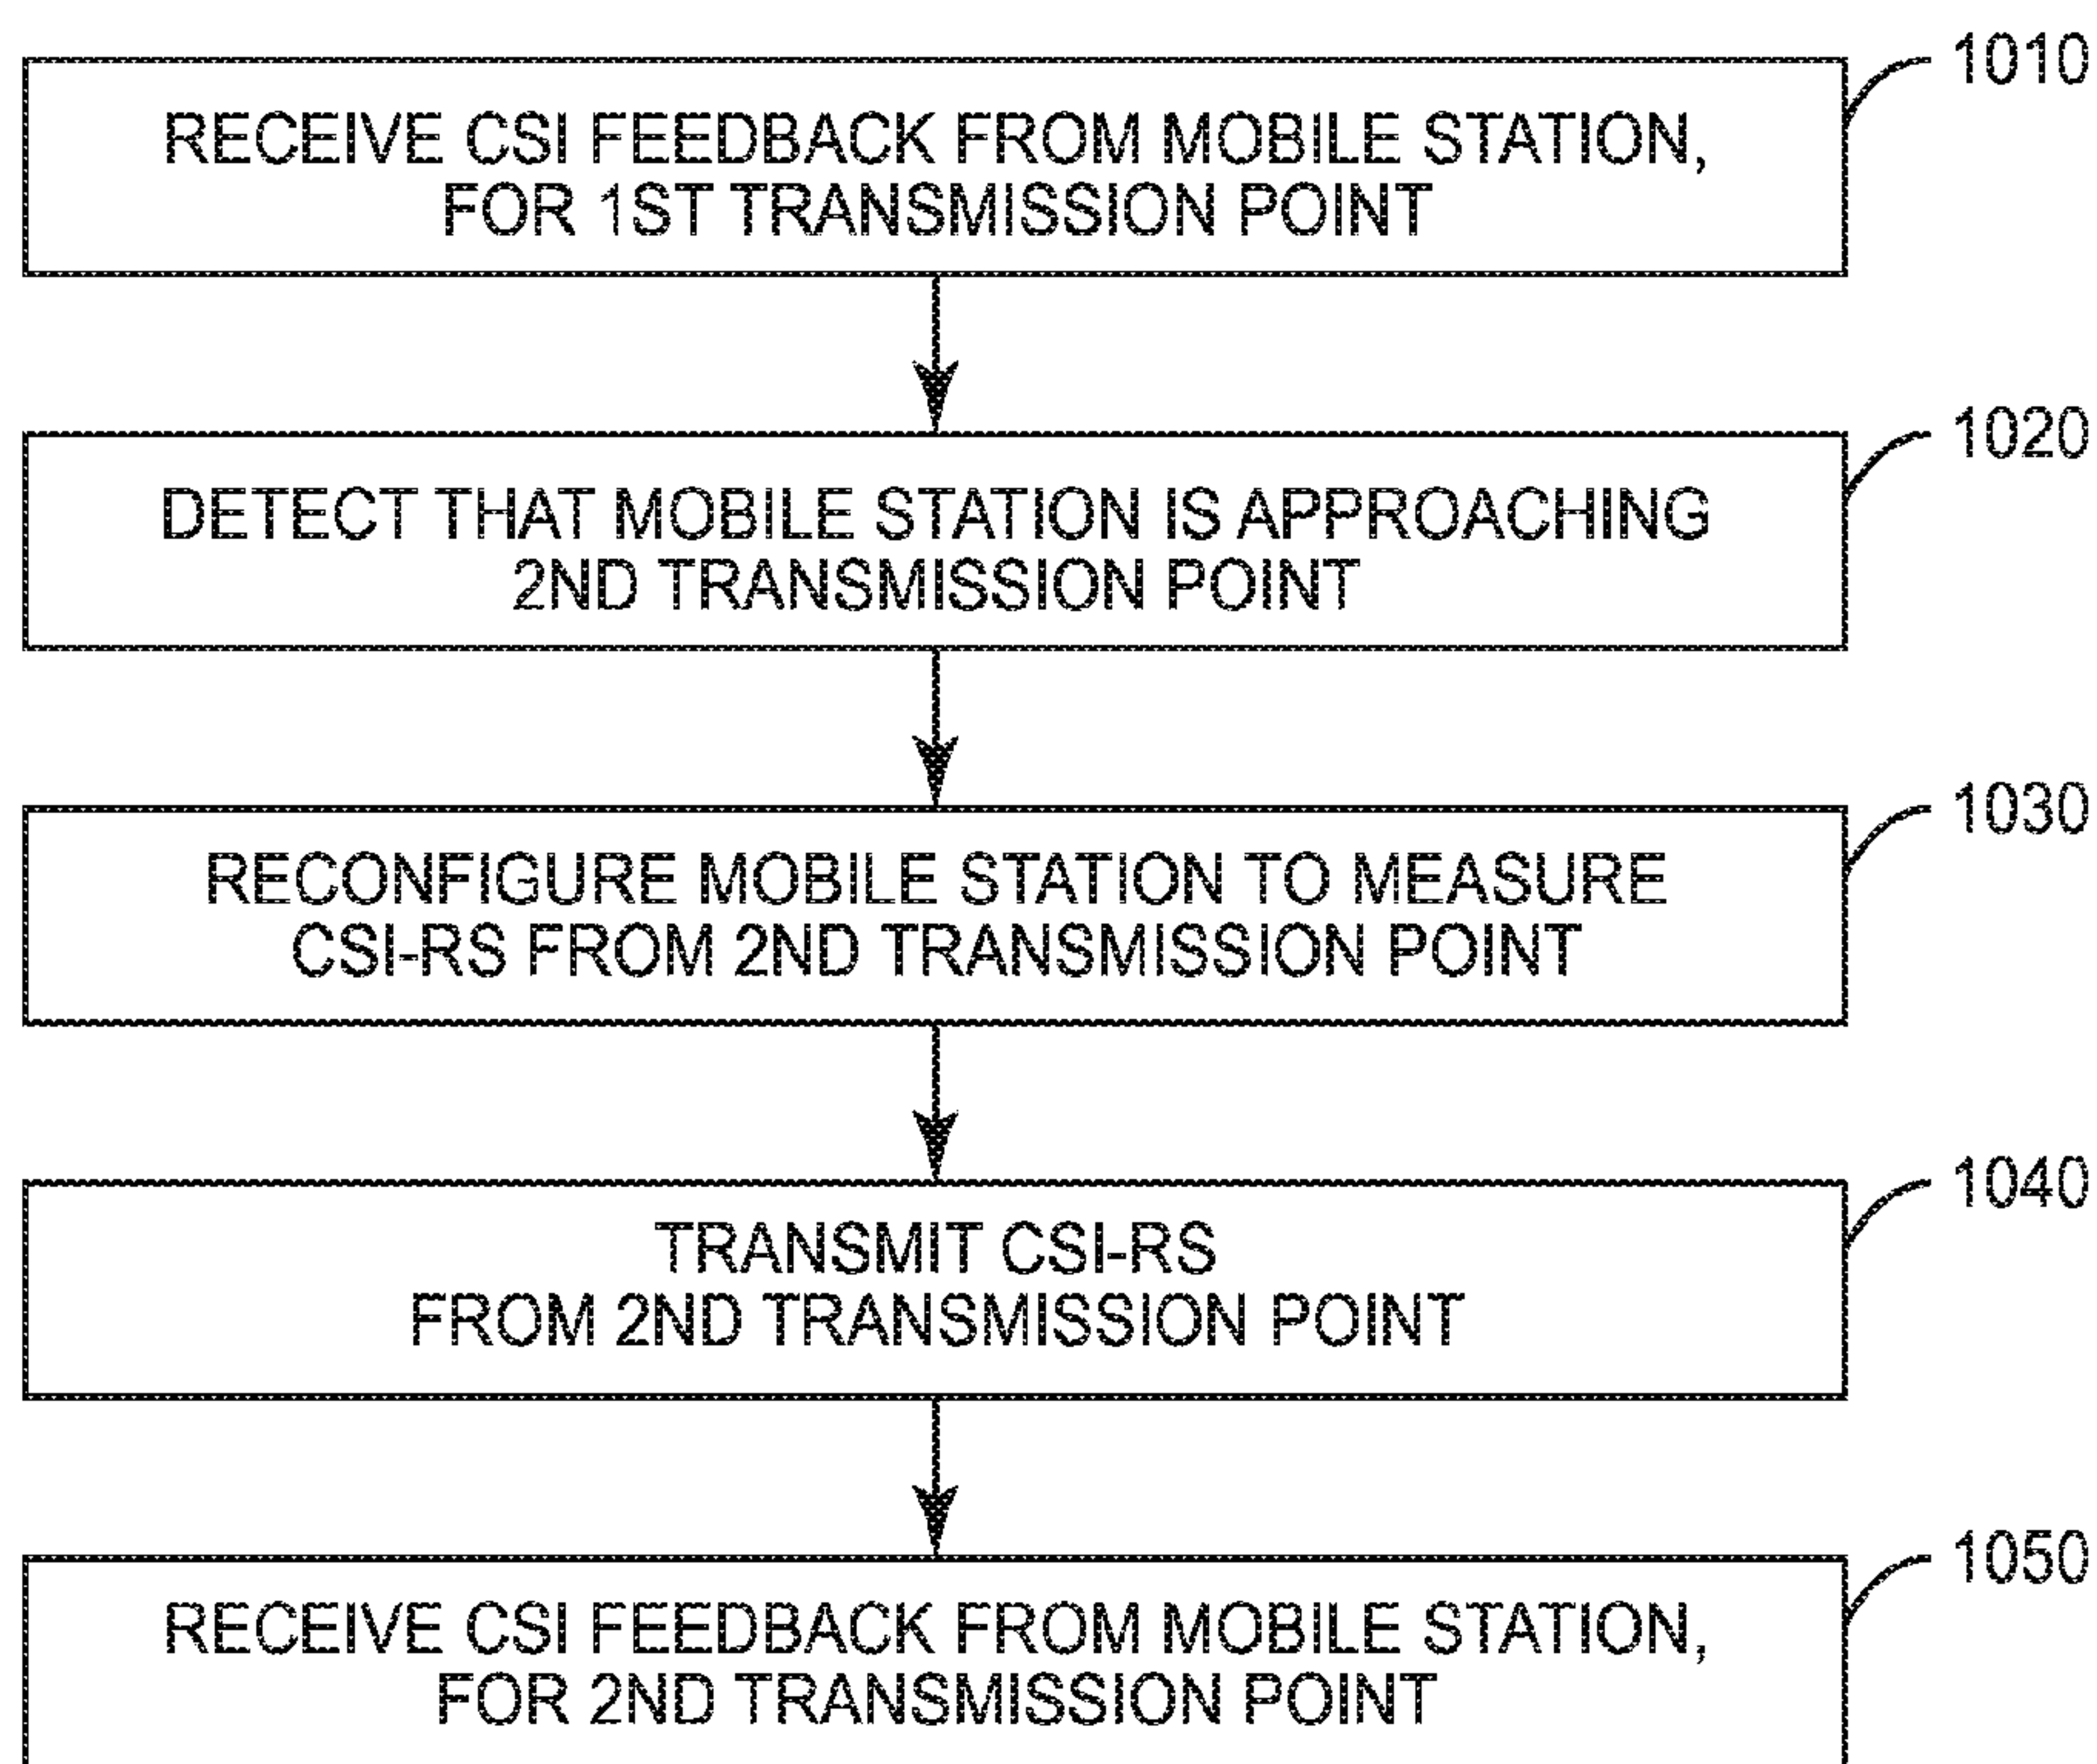 1010
RECEIVE CSI FEEDBACK FROM MOBILE STATION,
FOR 1ST TRANSMISSION POINT
1020
DETECT THAT MOBILE STATION IS APPROACHING
2ND TRANSMISSION POINT
1030
RECONFIGURE MOBILE STATION TO MEASURE
CSI-RS FROM 2ND TRANSMISSION POINT
1040
TRANSMIT CSI-RS
FROM 2ND TRANSMISSION POINT
1050
RECEIVE CSI FEEDBACK FROM MOBILE STATION,
FOR 2ND TRANSMISSION POINT